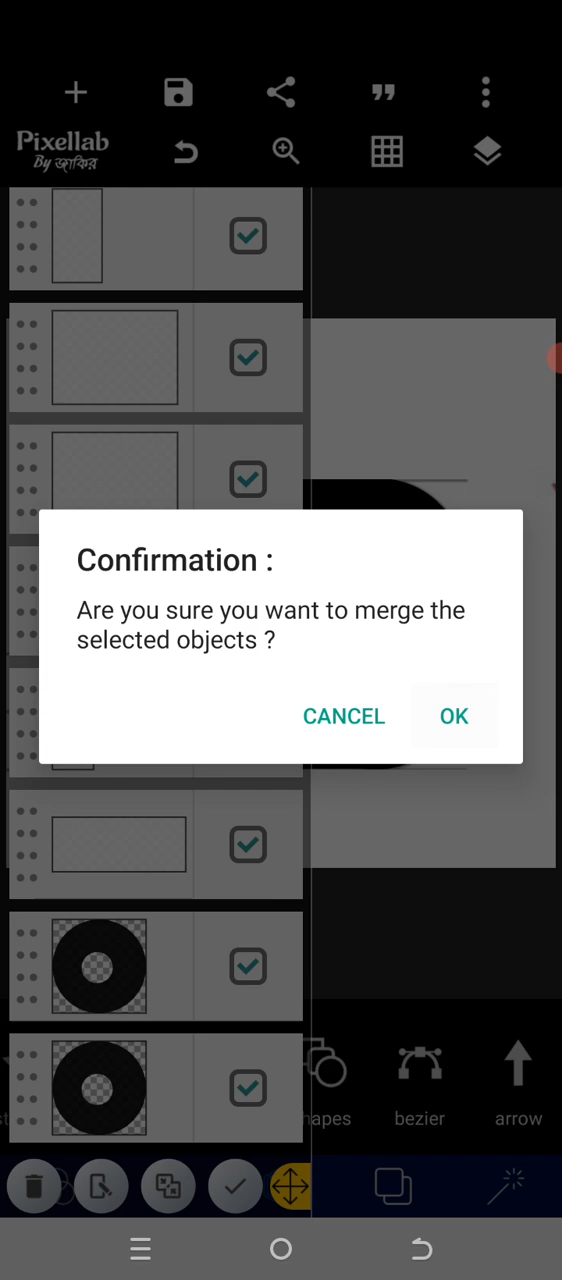 Pixellab
By জাকির
Confirmation :
Are you sure you want to merge the
selected objects ?
CANCEL
OK
hapes
bezier
arrow